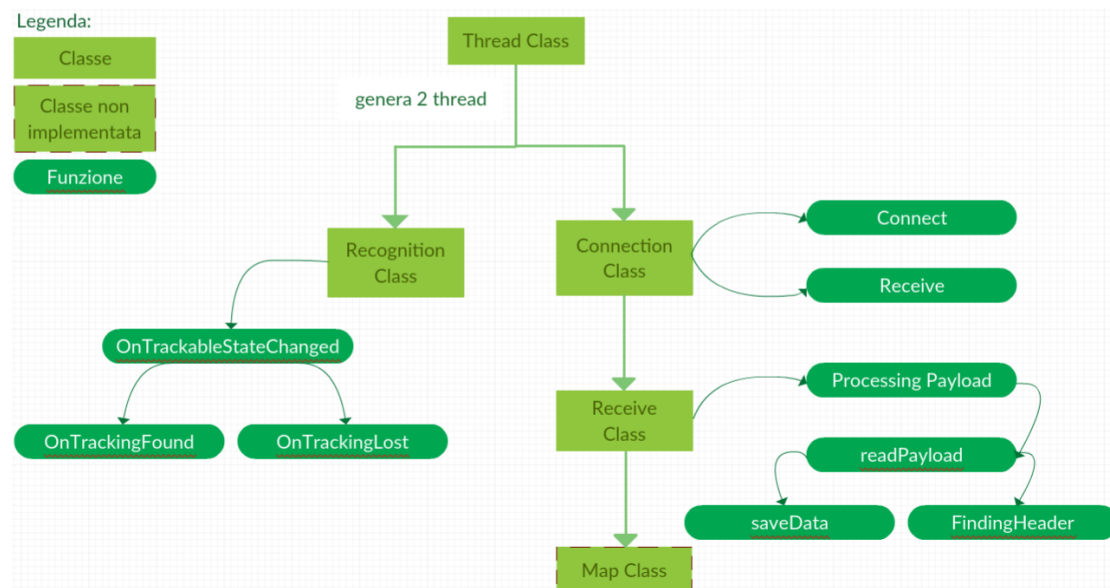 Legenda:
Classe
Classe non
implementata
Funzione
Thread Class
genera 2 thread
Recognition
Class
Connection
Class
Connect
Receive
OnTrackableStateChanged
OnTrackingFound
OnTrackingLost
Receive
Class
Processing Payload
readPayload
saveData
FindingHeader
Map Class